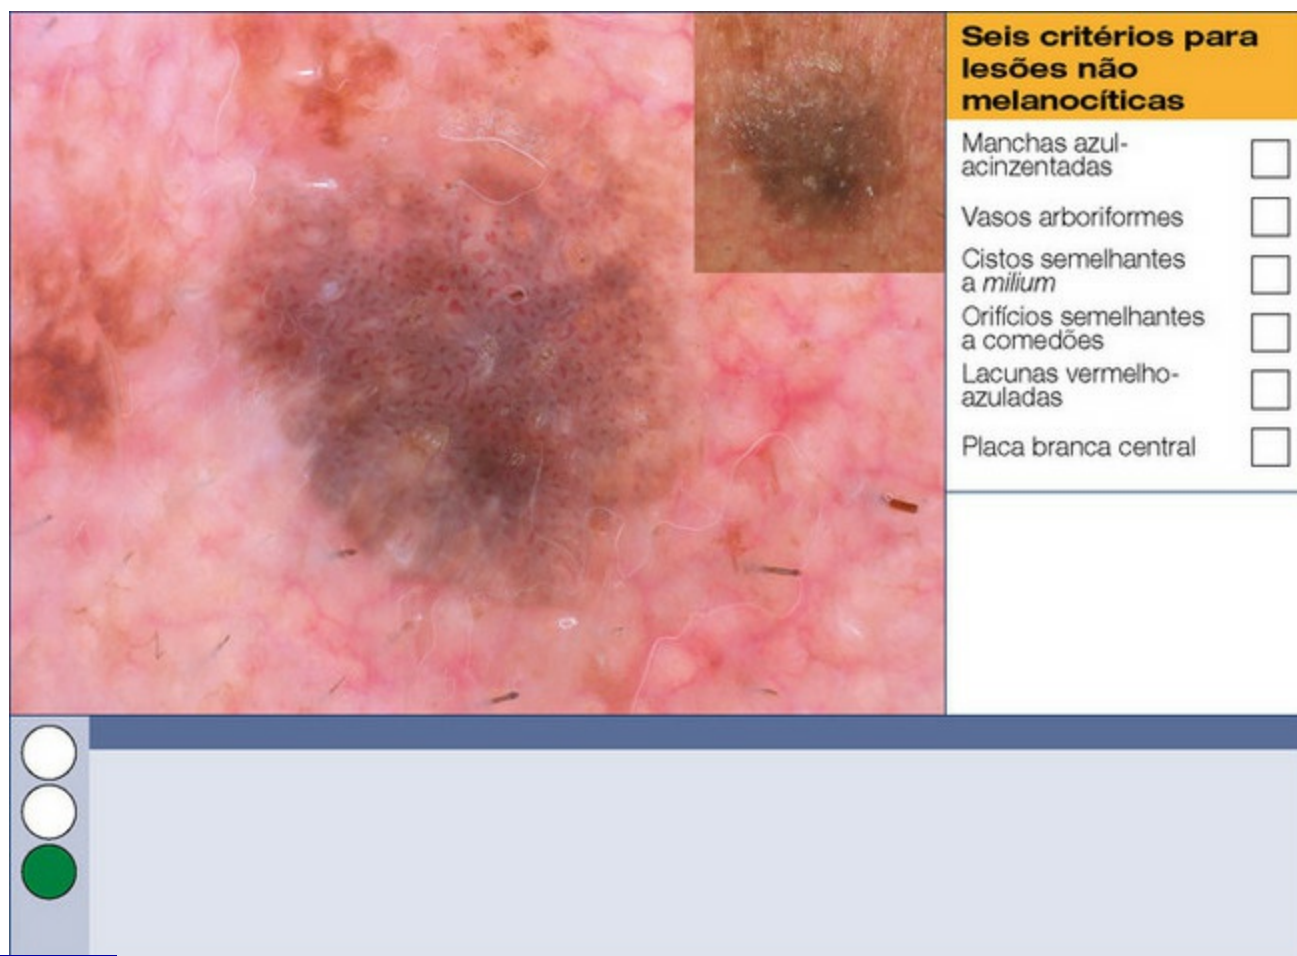 Seis critérios para
lesões não
melanocíticas
Manchas azul-
acinzentadas
Vasos arboriformes
Cistos semelhantes
a milium
Orifícios semelhantes
a comedões
Lacunas vermelho-
azuladas
Placa branca central